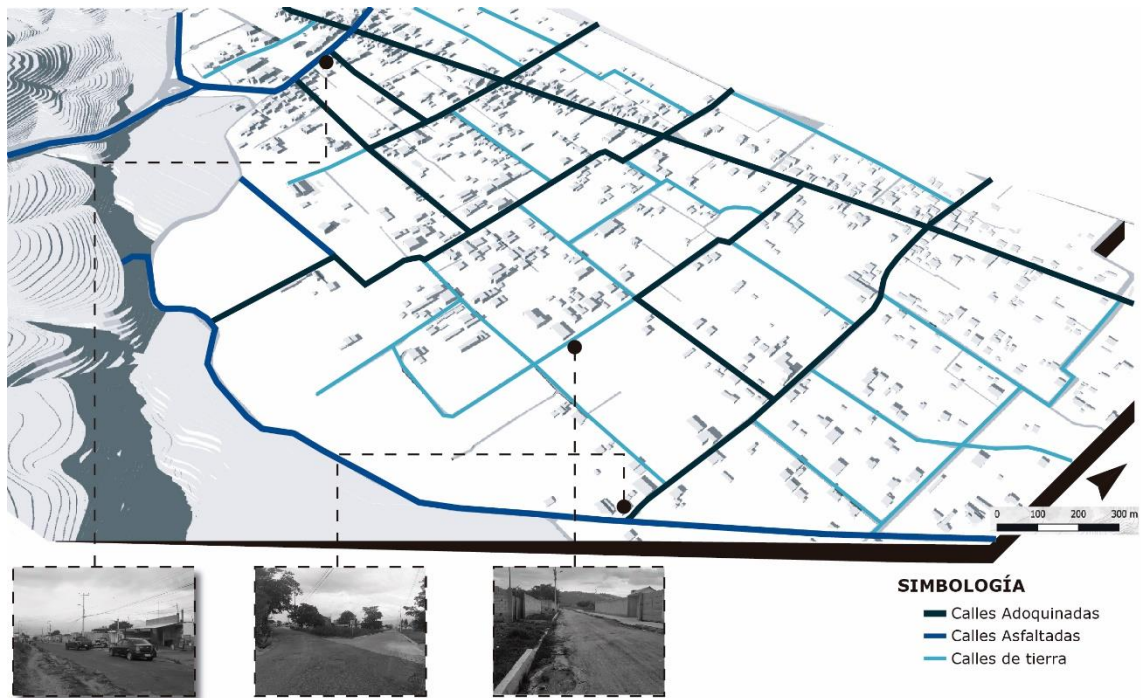 0 100 200 300 m
SIMBOLOGÍA
Calles Adoquinadas
Calles Asfaltadas
Calles de tierra